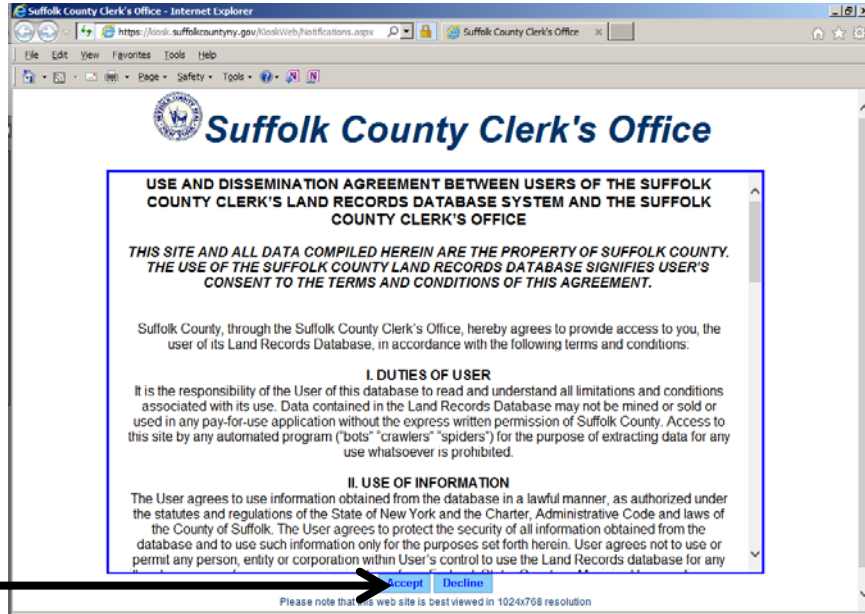 Suffolk County Clerk's Office - Internet Explorer
https://kiosk.suffolkcountyny.gov/KioskWeb/Notifications.aspx
Suffolk County Clerk's Office
File Edit View Favorites Tools Help
Page Safety Tools
Suffolk County Clerk's Office
USE AND DISSEMINATION AGREEMENT BETWEEN USERS OF THE SUFFOLK
COUNTY CLERK'S LAND RECORDS DATABASE SYSTEM AND THE SUFFOLK
COUNTY CLERK'S OFFICE
THIS SITE AND ALL DATA COMPILED HEREIN ARE THE PROPERTY OF SUFFOLK COUNTY.
THE USE OF THE SUFFOLK COUNTY LAND RECORDS DATABASE SIGNIFIES USER'S
CONSENT TO THE TERMS AND CONDITIONS OF THIS AGREEMENT.
Suffolk County, through the Suffolk County Clerk's Office, hereby agrees to provide access to you, the
user of its Land Records Database, in accordance with the following terms and conditions:
I. DUTIES OF USER
It is the responsibility of the User of this database to read and understand all limitations and conditions
associated with its use. Data contained in the Land Records Database may not be mined or sold or
used in any pay-for-use application without the express written permission of Suffolk County. Access to
this site by any automated program ("bots" "crawlers" "spiders") for the purpose of extracting data for any
use whatsoever is prohibited.
II. USE OF INFORMATION
The User agrees to use information obtained from the database in a lawful manner, as authorized under
the statutes and regulations of the State of New York and the Charter, Administrative Code and laws of
the County of Suffolk. The User agrees to protect the security of all information obtained from the
database and to use such information only for the purposes set forth herein. User agrees not to use or
permit any person, entity or corporation within User's control to use the Land Records database for any
Accept Decline
Please note that this web site is best viewed in 1024x768 resolution